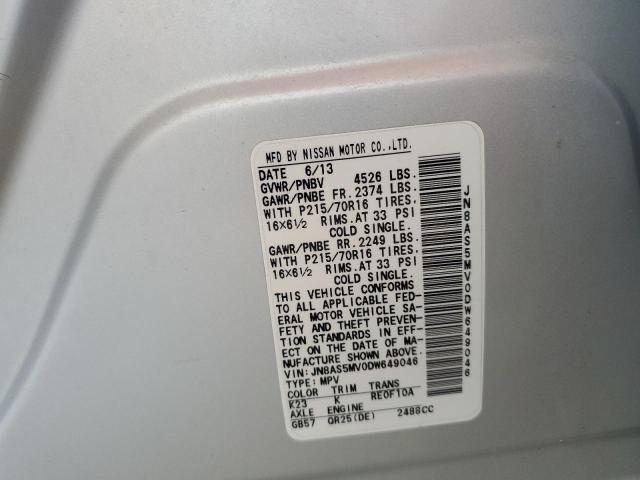 MFD BY NISSAN MOTOR CO.,LTD.
DATE 6/13
GVWR/PNBV 4526 LBS.
GAWR/PNBE FR. 2374 LBS.
WITH P215/70R16 TIRES,
16X6½ RIMS.AT 33 PSI
COLD SINGLE.
GAWR/PNBE RR. 2249 LBS.
WITH P215/70R16 TIRES,
16X6½ RIMS.AT 33 PSI
COLD SINGLE.
THIS VEHICLE CONFORMS
TO ALL APPLICABLE FED-
ERAL MOTOR VEHICLE SA-
FETY AND THEFT PREVEN-
TION STANDARDS IN EFF-
ECT ON THE DATE OF MA-
NUFACTURE SHOWN ABOVE.
VIN: JN8AS5MV0DW649046
TYPE: MPV
COLOR TRIM TRANS
K23 K RE0F10A
AXLE ENGINE
GB57 QR25(DE) 2488CC
JN8AS5MV0DW649046